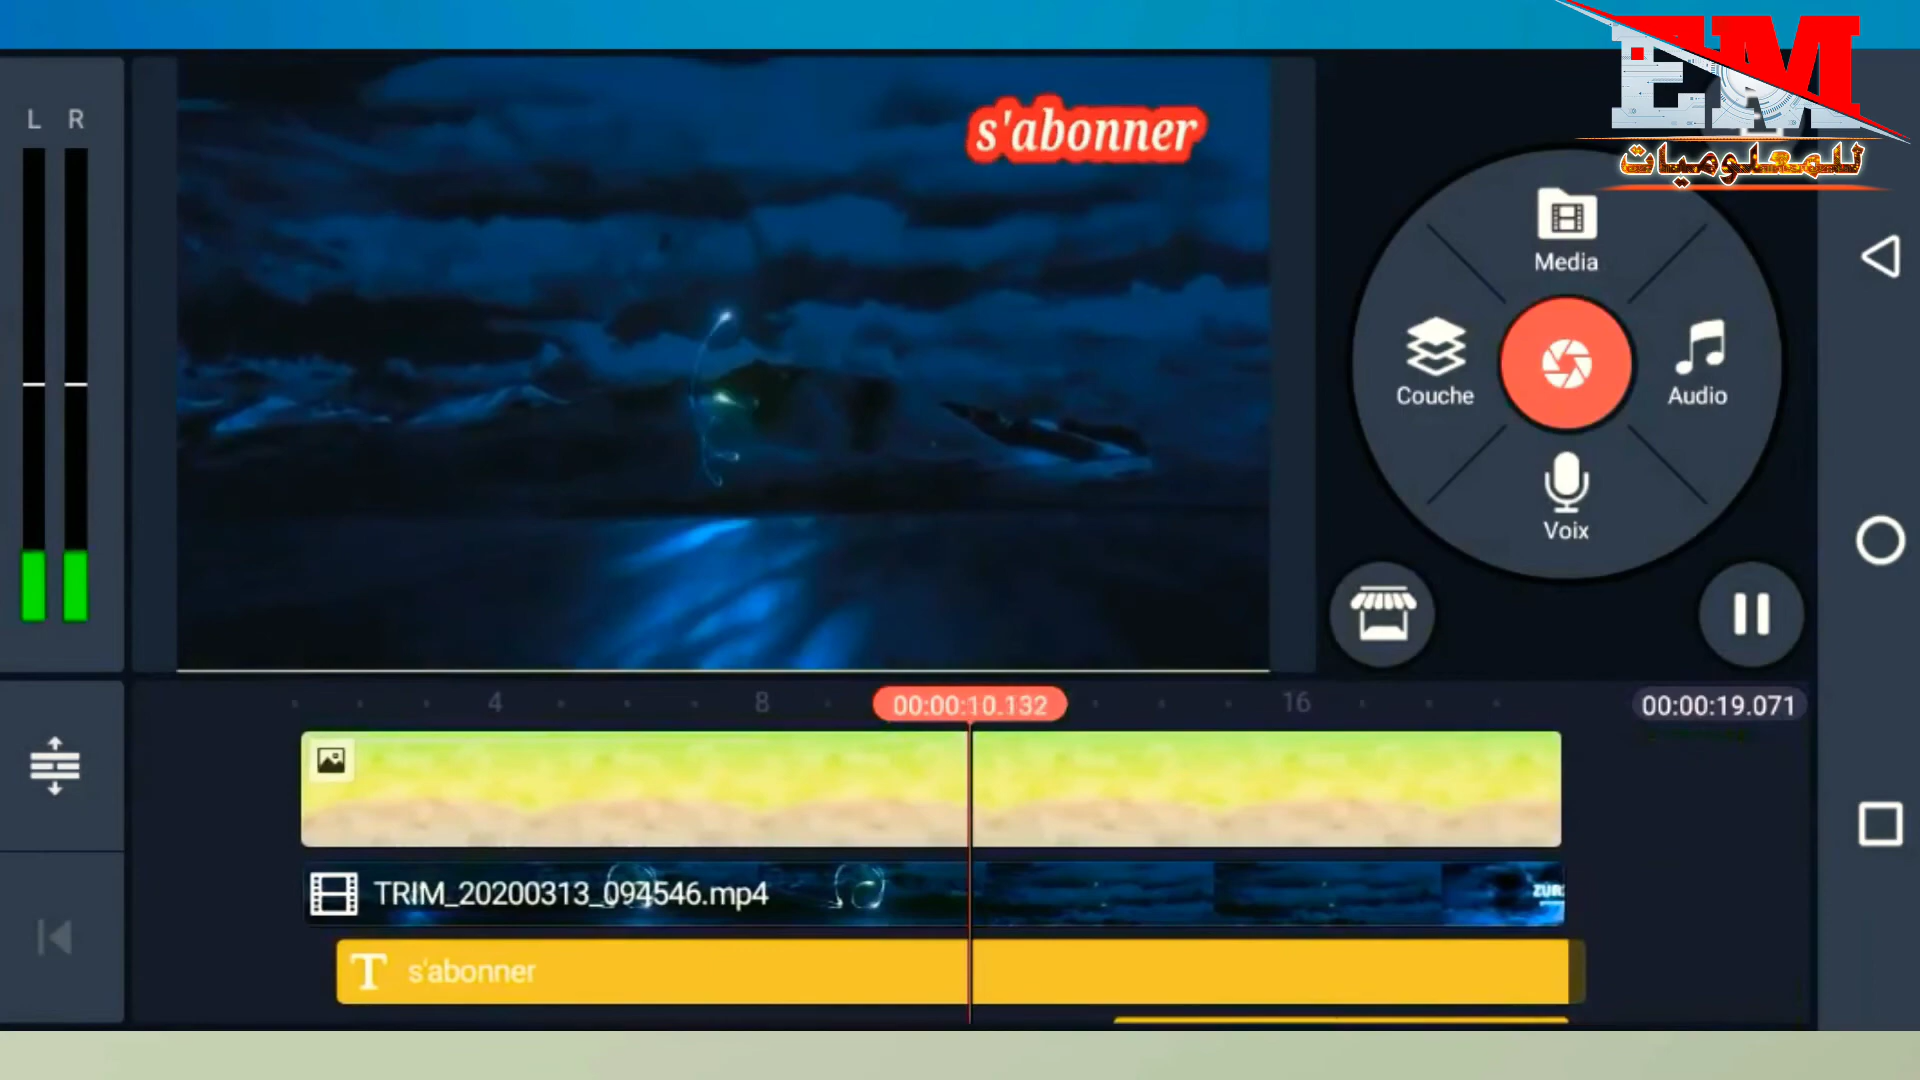 EM
للمعلوميات
L R
s'abonner
Media
Couche
Audio
Voix
4
8
00:00:10.132
16
00:00:19.071
TRIM_20200313_094546.mp4
ZUR
T s'abonner